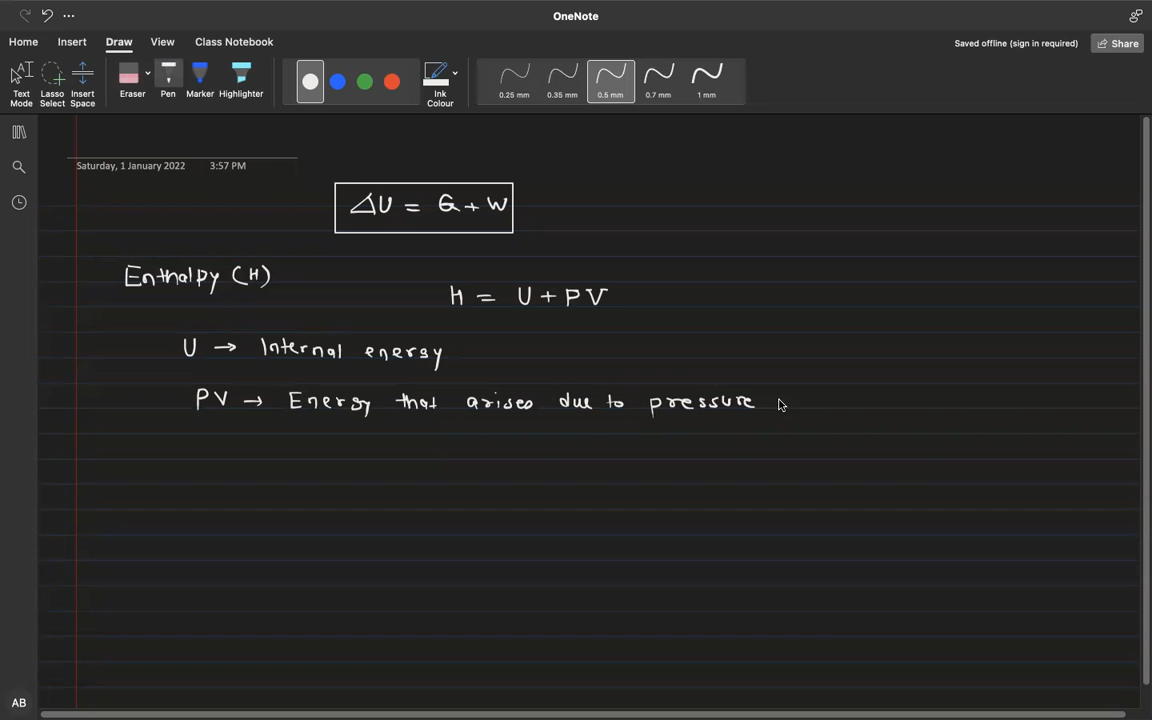 OneNote
Home Insert Draw View Class Notebook
Saved offline (sign in required) Share
Text Mode Lasso Select Insert Space Eraser Pen Marker Highlighter Ink Colour 0.25 mm 0.35 mm 0.5 mm 0.7 mm 1 mm
Saturday, 1 January 2022 3:57 PM
ΔU = Q + W
Enthalpy (H)
H = U + PV
U → Internal energy
PV → Energy that arises due to pressure
AB